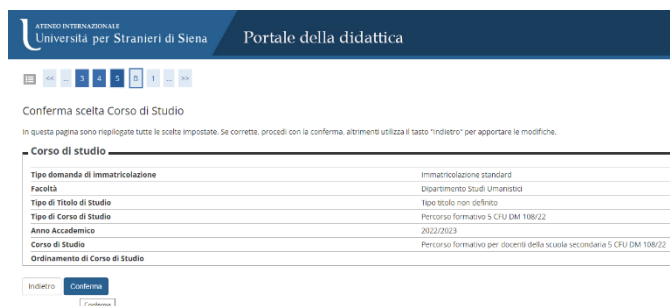 ATENEO INTERNAZIONALE
Università per Stranieri di Siena
Portale della didattica
<< ... 3 4 5 B 1 ... >>
Conferma scelta Corso di Studio
In questa pagina sono riepilogate tutte le scelte impostate. Se corrette, procedi con la conferma, altrimenti utilizza il tasto "Indietro" per apportare le modifiche.
Corso di studio
Tipo domanda di immatricolazione Immatricolazione standard
Facoltà Dipartimento Studi Umanistici
Tipo di Titolo di Studio Tipo titolo non definito
Tipo di Corso di Studio Percorso formativo 5 CFU DM 108/22
Anno Accademico 2022/2023
Corso di Studio Percorso formativo per docenti della scuola secondaria 5 CFU DM 108/22
Ordinamento di Corso di Studio
Indietro Conferma
Conferma